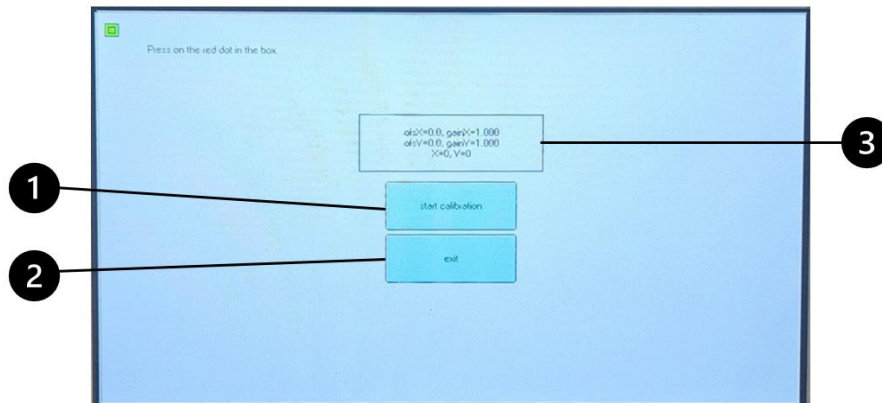 Press on the red dot in the box.
ofsX=0.0, gainX=1.000
ofsY=0.0, gainY=1.000
X=0, Y=0
3
1
start calibration
exit
2